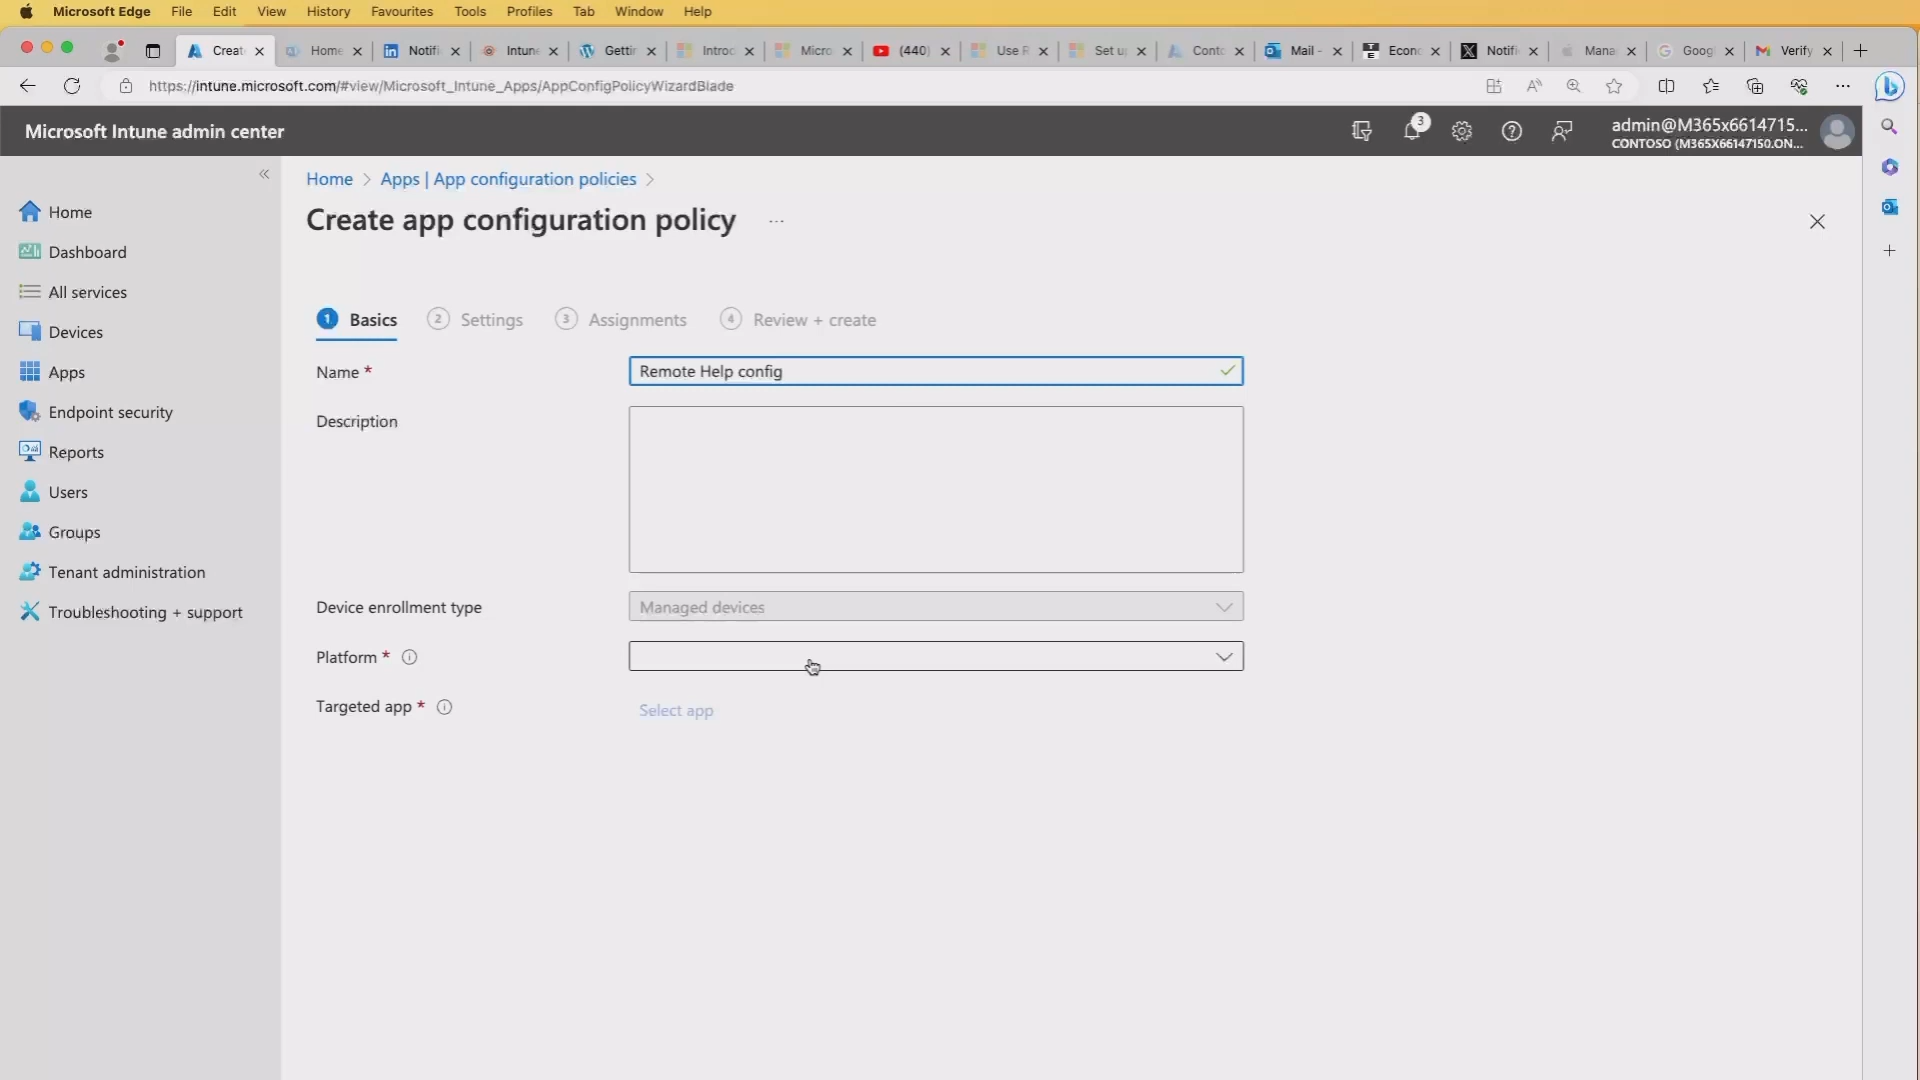 Microsoft Edge File Edit View History Favourites Tools Profiles Tab Window Help
Creat Home Notifi Intune Gettin Introd Micro (440) Use R Set u Conto Mail - Econo Notifi Mana Goog Verify
https://intune.microsoft.com/#view/Microsoft_Intune_Apps/AppConfigPolicyWizardBlade
Microsoft Intune admin center
3
admin@M365x6614715...
CONTOSO (M365X66147150.ON...
Home > Apps | App configuration policies >
Create app configuration policy ...
Home
Dashboard
All services
Devices
Apps
Endpoint security
Reports
Users
Groups
Tenant administration
Troubleshooting + support
1 Basics 2 Settings 3 Assignments 4 Review + create
Name * Remote Help config
Description
Device enrollment type Managed devices
Platform *
Targeted app * Select app